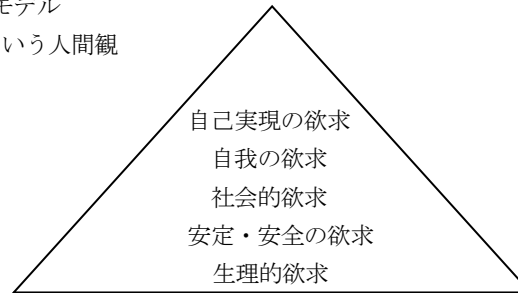 モデル
いう人間観
自己実現の欲求
自我の欲求
社会的欲求
安定・安全の欲求
生理的欲求